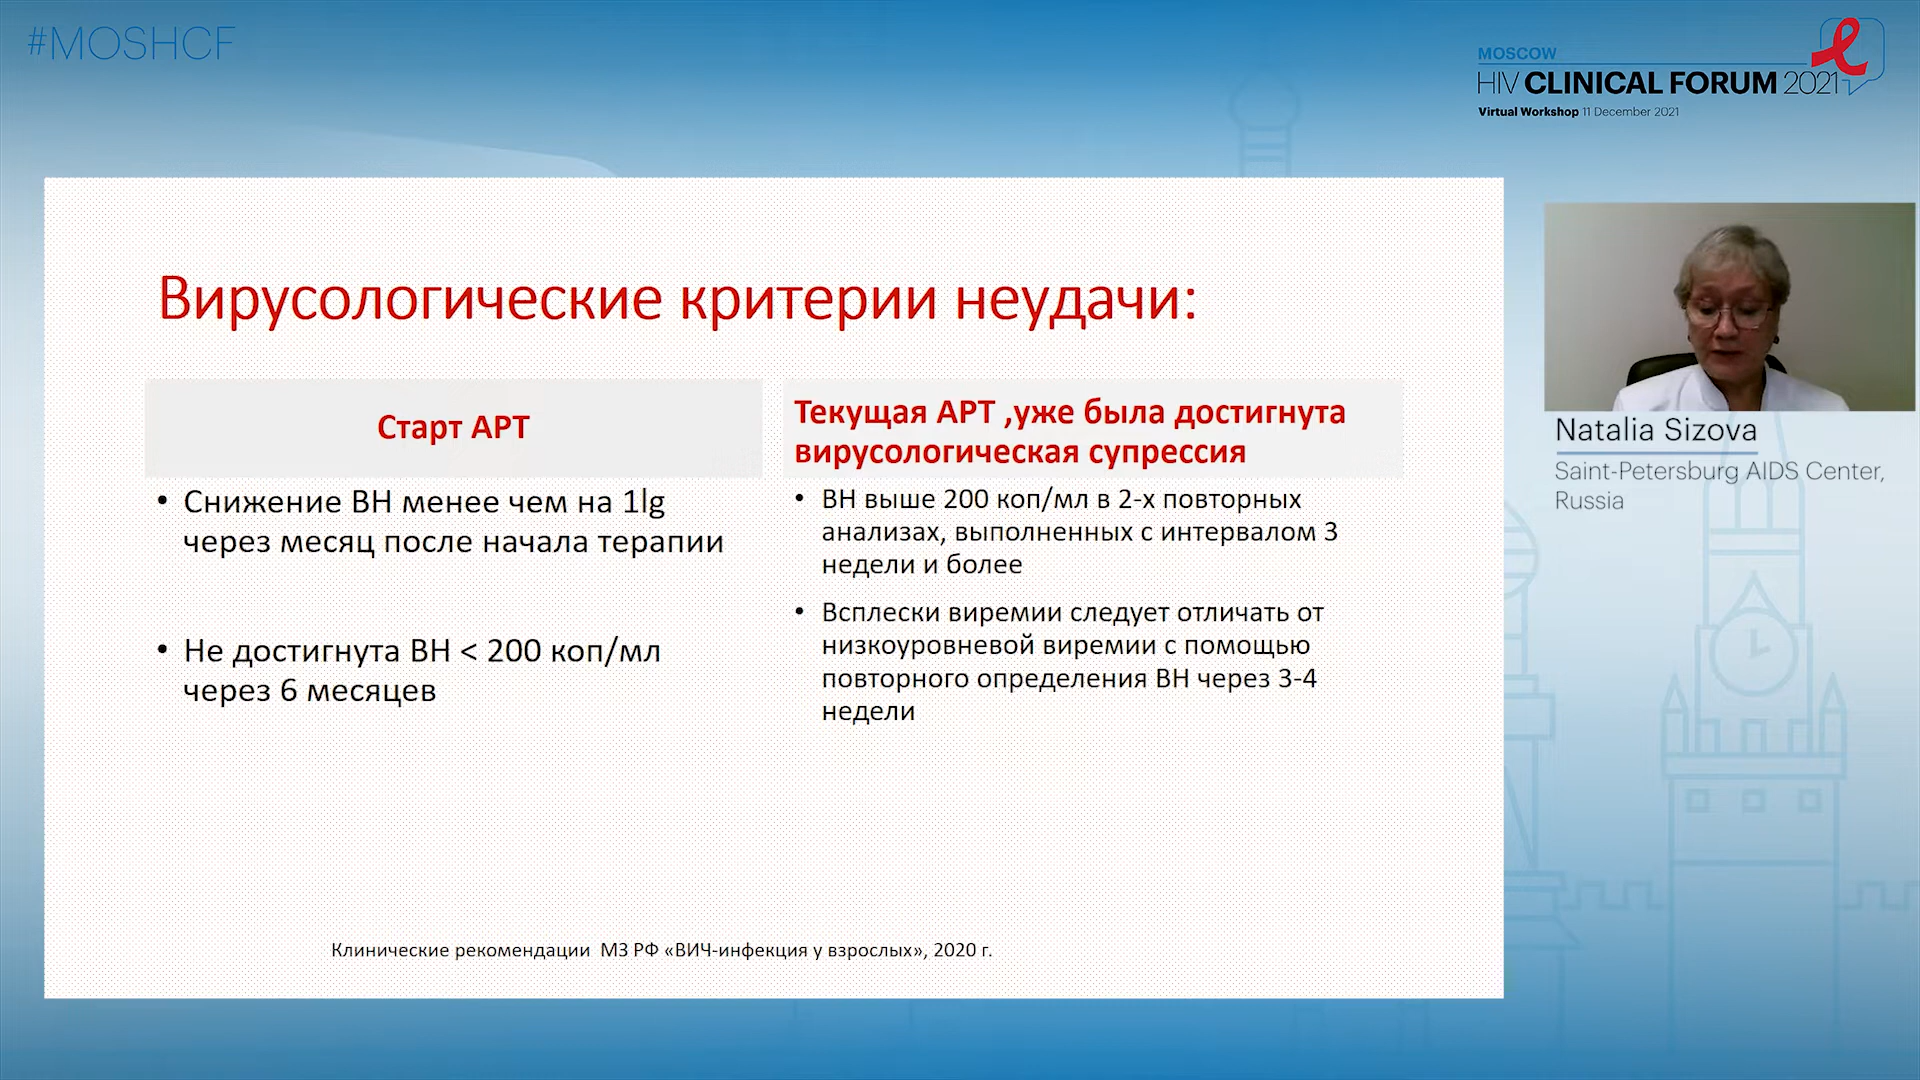 #MOSHCF
MOSCOW
HIV CLINICAL FORUM 2021
Virtual Workshop 11 December 2021
Вирусологические критерии неудачи:
Старт АРТ
• Снижение ВН менее чем на 1lg
через месяц после начала терапии
• Не достигнута ВН < 200 коп/мл
через 6 месяцев
Текущая АРТ ,уже была достигнута
вирусологическая супрессия
• ВН выше 200 коп/мл в 2-х повторных
анализах, выполненных с интервалом 3
недели и более
• Всплески виремии следует отличать от
низкоуровневой виремии с помощью
повторного определения ВН через 3-4
недели
Клинические рекомендации МЗ РФ «ВИЧ-инфекция у взрослых», 2020 г.
Natalia Sizova
Saint-Petersburg AIDS Center,
Russia